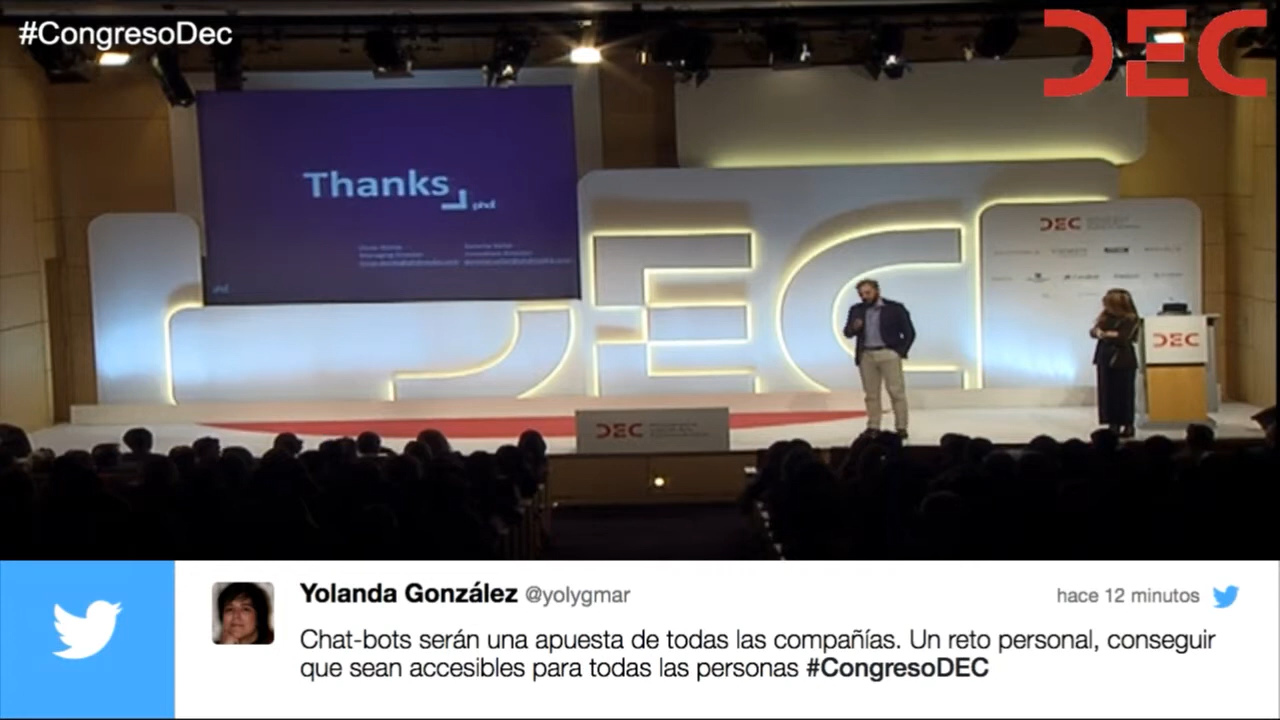 #CongresoDec
DEC
Thanks
phd
DEC
DEC
DEC
DEC
Yolanda González @yolygmar
hace 12 minutos
Chat-bots serán una apuesta de todas las compañías. Un reto personal, conseguir
que sean accesibles para todas las personas #CongresoDEC